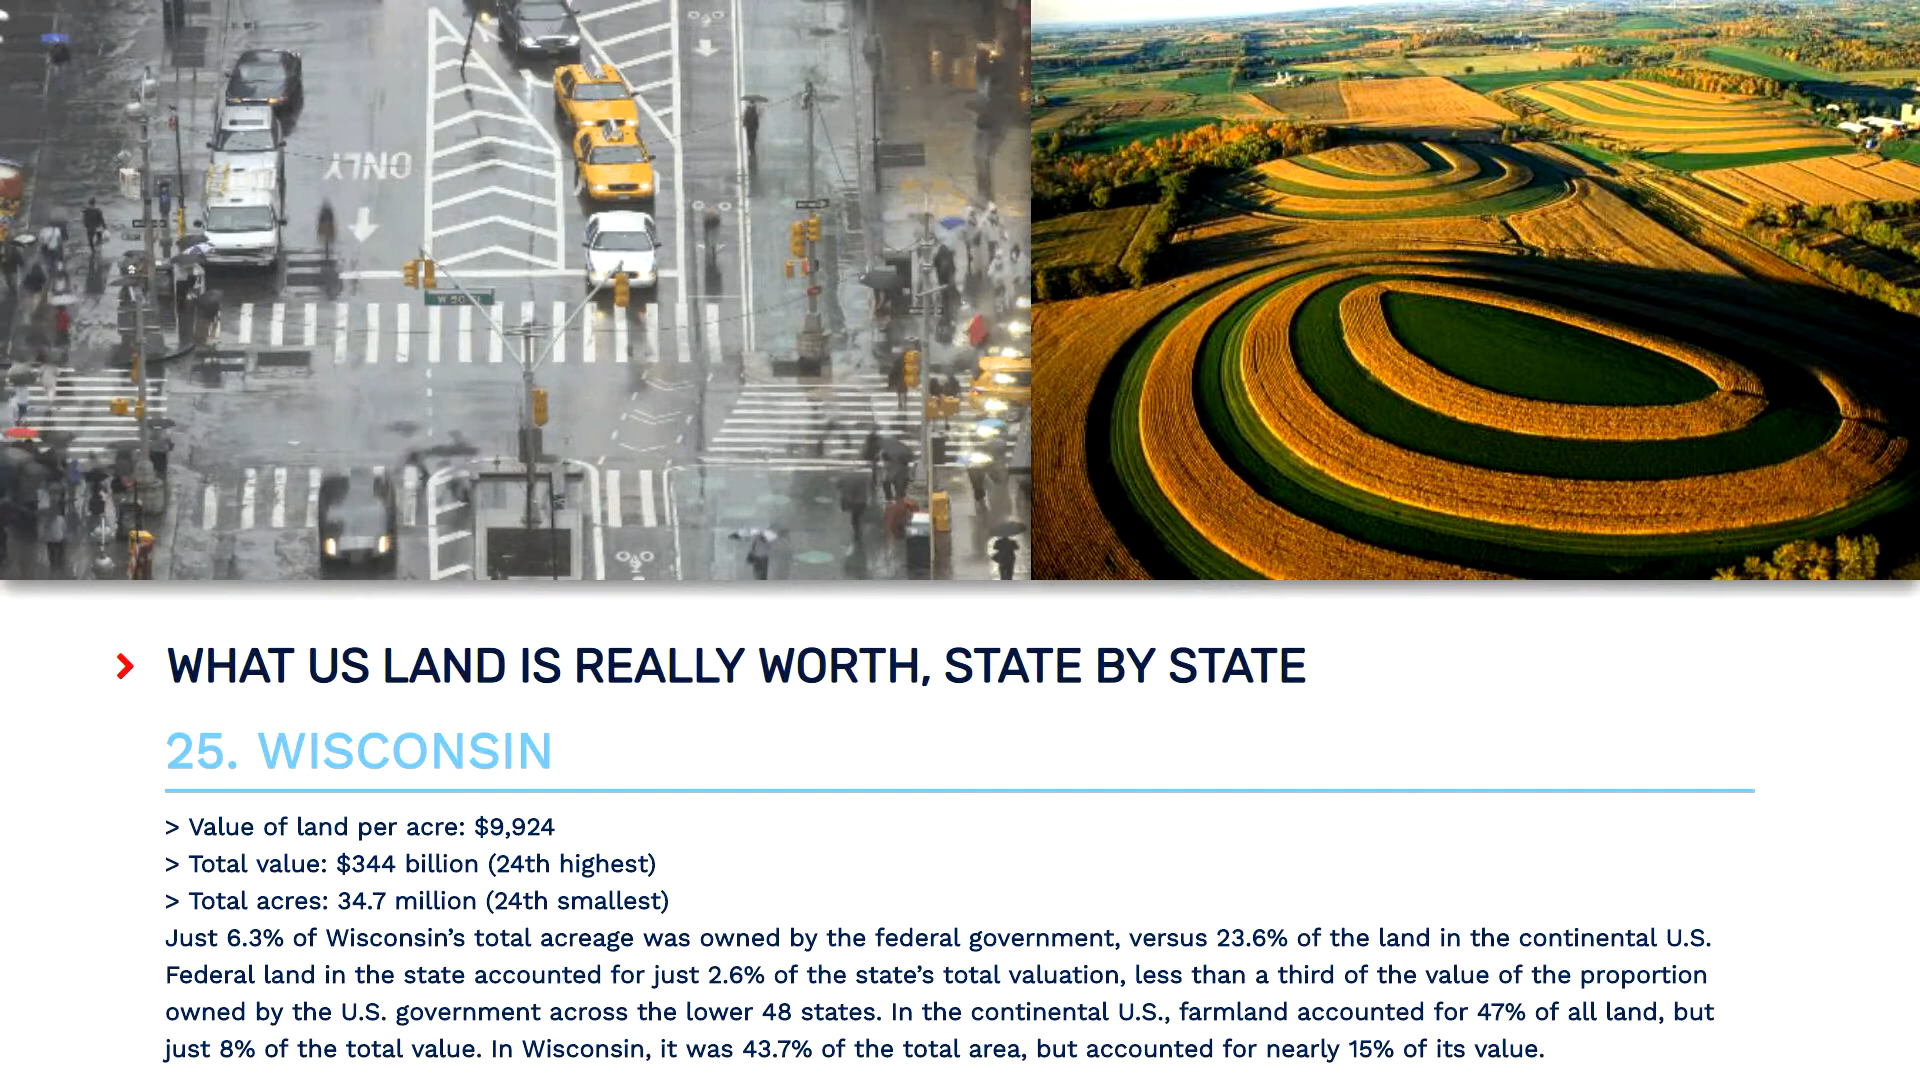 ONLY
W 50 ST
WHAT US LAND IS REALLY WORTH, STATE BY STATE
25. WISCONSIN
> Value of land per acre: $9,924
> Total value: $344 billion (24th highest)
> Total acres: 34.7 million (24th smallest)
Just 6.3% of Wisconsin’s total acreage was owned by the federal government, versus 23.6% of the land in the continental U.S.
Federal land in the state accounted for just 2.6% of the state’s total valuation, less than a third of the value of the proportion
owned by the U.S. government across the lower 48 states. In the continental U.S., farmland accounted for 47% of all land, but
just 8% of the total value. In Wisconsin, it was 43.7% of the total area, but accounted for nearly 15% of its value.